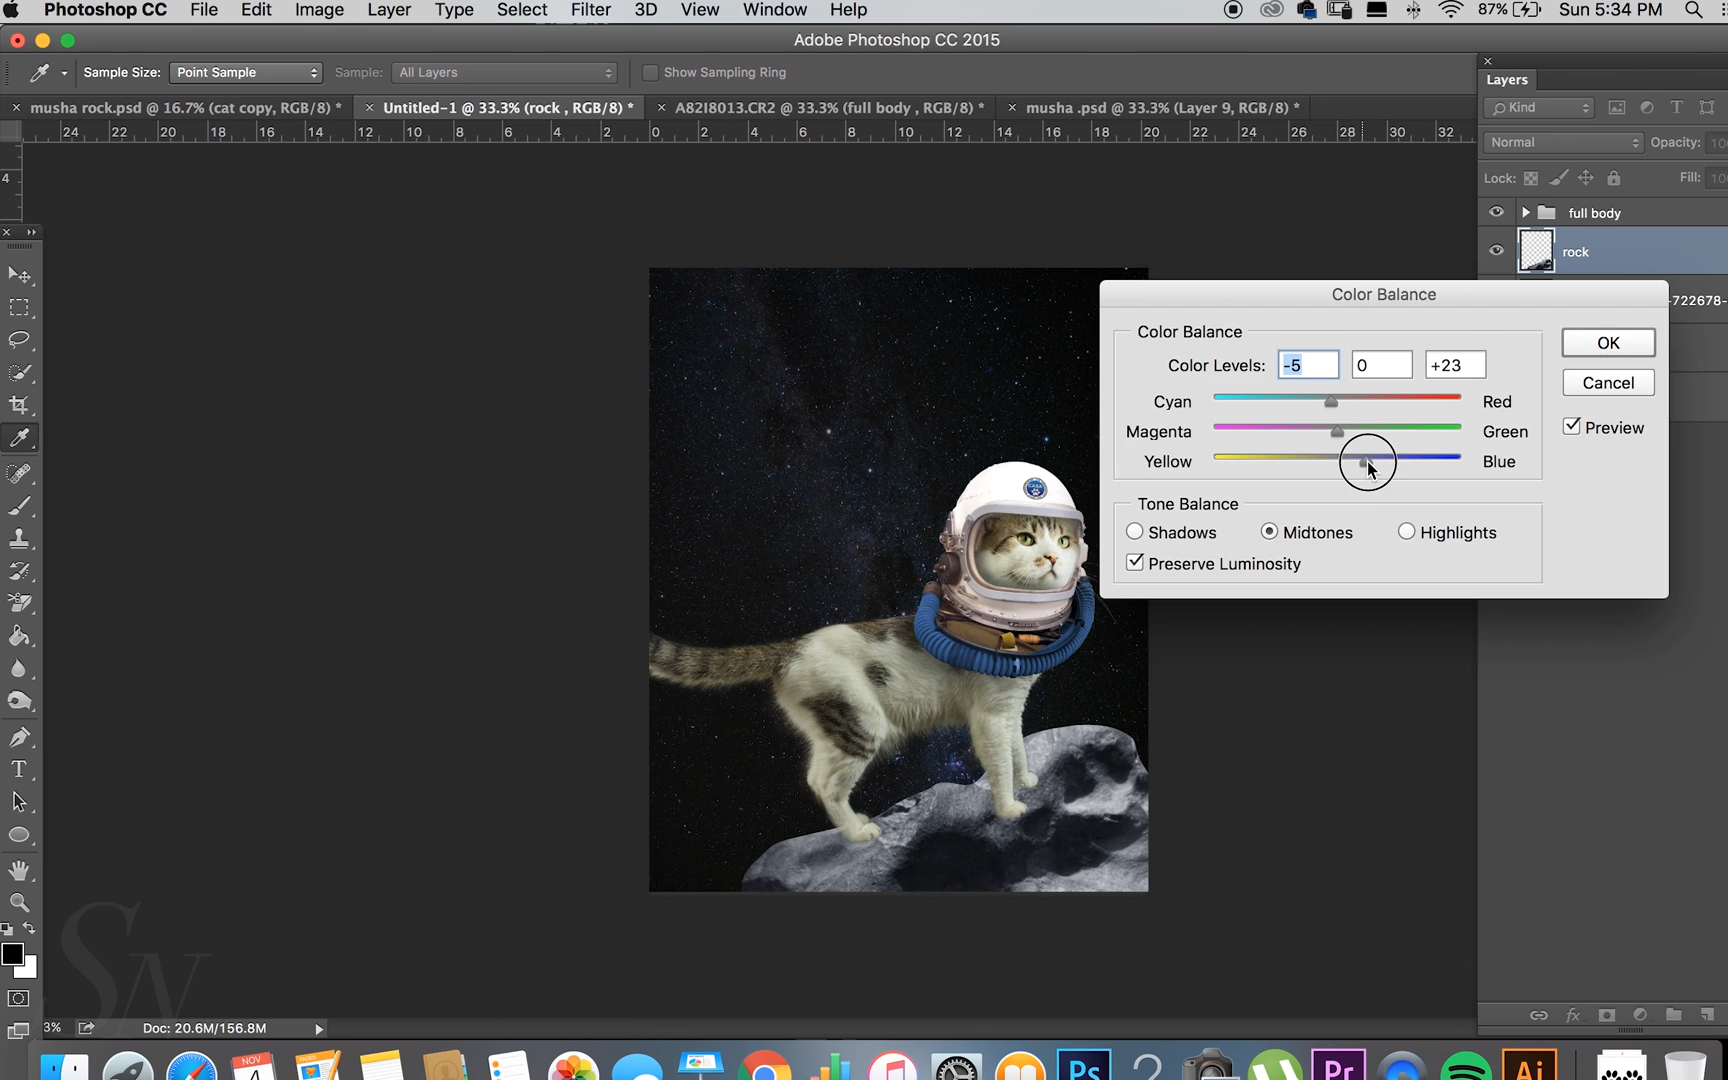 Photoshop CC File Edit Image Layer Type Select Filter 3D View Window Help 87% Sun 5:34 PM
Adobe Photoshop CC 2015
Sample Size: Point Sample Sample: All Layers Show Sampling Ring
musha rock.psd @ 16.7% (cat copy, RGB/8) * Untitled-1 @ 33.3% (rock , RGB/8) * A82I8013.CR2 @ 33.3% (full body , RGB/8) * musha .psd @ 33.3% (Layer 9, RGB/8) *
24 22 20 18 16 14 12 10 8 6 4 2 0 2 4 6 8 10 12 14 16 18 20 22 24 26 28 30 32
4
Layers
Kind
Normal Opacity: 10
Lock: Fill: 10
full body
rock
-722678-
Color Balance
Color Balance
Color Levels: -5 0 +23
Cyan Red
Magenta Green
Yellow Blue
Tone Balance
Shadows Midtones Highlights
Preserve Luminosity
OK
Cancel
Preview
SN
3% Doc: 20.6M/156.8M
NOV
4
Ps
Pr
Ai